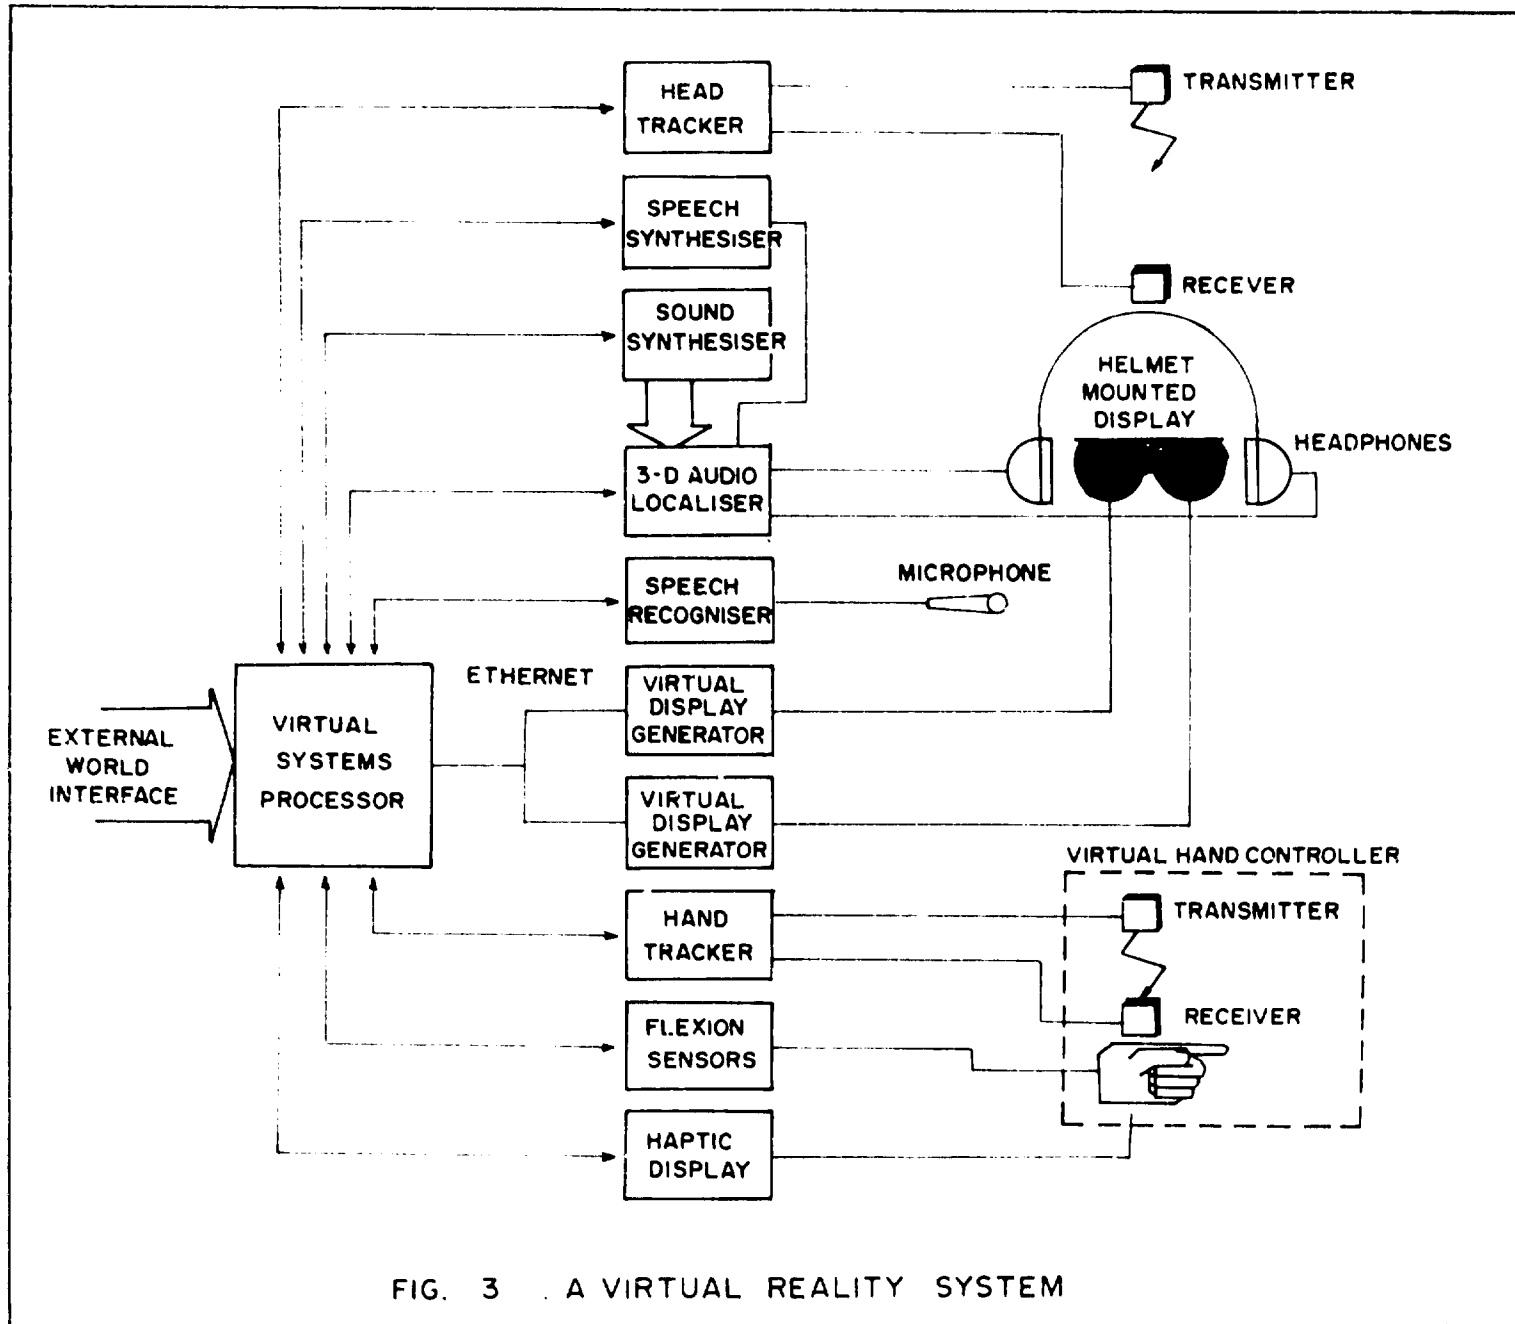 HEAD
TRACKER
TRANSMITTER
SPEECH
SYNTHESISER
RECEVER
SOUND
SYNTHESISER
HELMET
MOUNTED
DISPLAY
HEADPHONES
3-D AUDIO
LOCALISER
MICROPHONE
SPEECH
RECOGNISER
ETHERNET
VIRTUAL
DISPLAY
GENERATOR
EXTERNAL
WORLD
INTERFACE
VIRTUAL
SYSTEMS
PROCESSOR
VIRTUAL
DISPLAY
GENERATOR
VIRTUAL HAND CONTROLLER
HAND
TRACKER
TRANSMITTER
FLEXION
SENSORS
RECEIVER
HAPTIC
DISPLAY
FIG. 3 . A VIRTUAL REALITY SYSTEM